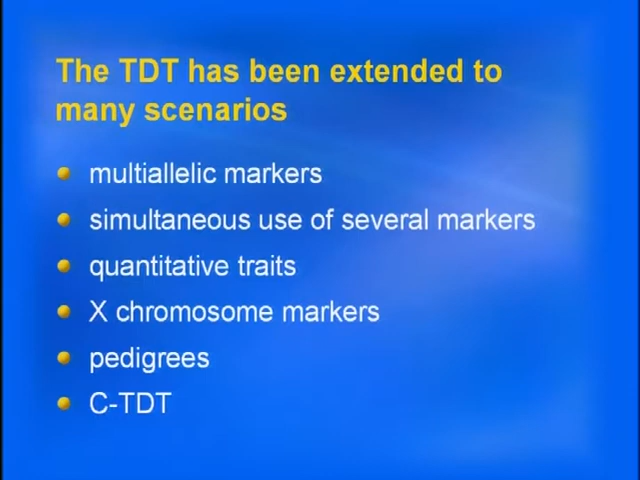 The TDT has been extended to
many scenarios
multiallelic markers
simultaneous use of several markers
quantitative traits
X chromosome markers
pedigrees
C-TDT